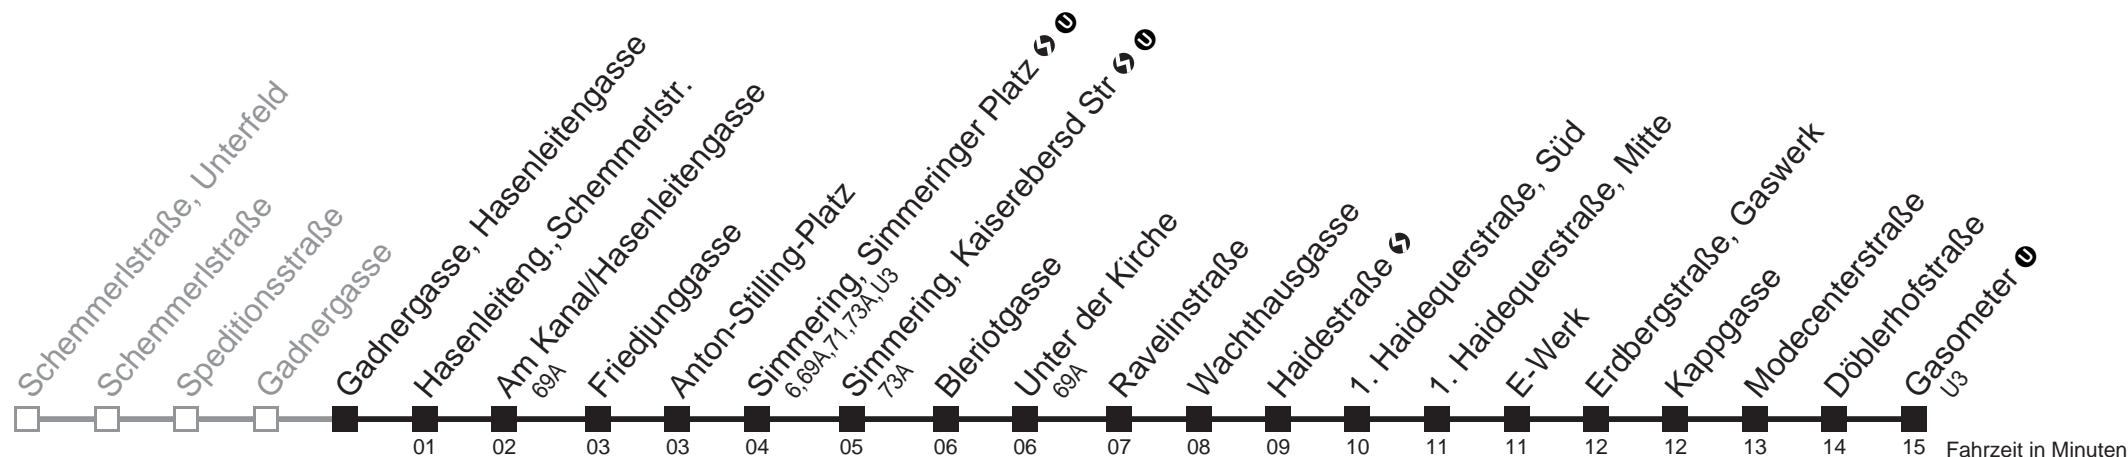 Schemmerlstraße, Unterfeld
Schemmerlstraße
Speditionsstraße
Gadnergasse
Gadnergasse, Hasenleitengasse
Hasenleiteng.,Schemmerlstr.
Am Kanal/Hasenleitengasse
69A
Friedjunggasse
Anton-Stilling-Platz
Simmering, Simmeringer Platz U
6,69A,71,73A,U3
Simmering, Kaiserebersd Str U
73A
Bleriotgasse
Unter der Kirche
69A
Ravelinstraße
Wachthausgasse
Haidestraße
1. Haidequerstraße, Süd
1. Haidequerstraße, Mitte
E-Werk
Erdbergstraße, Gaswerk
Kappgasse
Modecenterstraße
Döblerhofstraße
Gasometer U
U3
01 02 03 03 04 05 06 06 07 08 09 10 11 11 12 12 13 14 15 Fahrzeit in Minuten